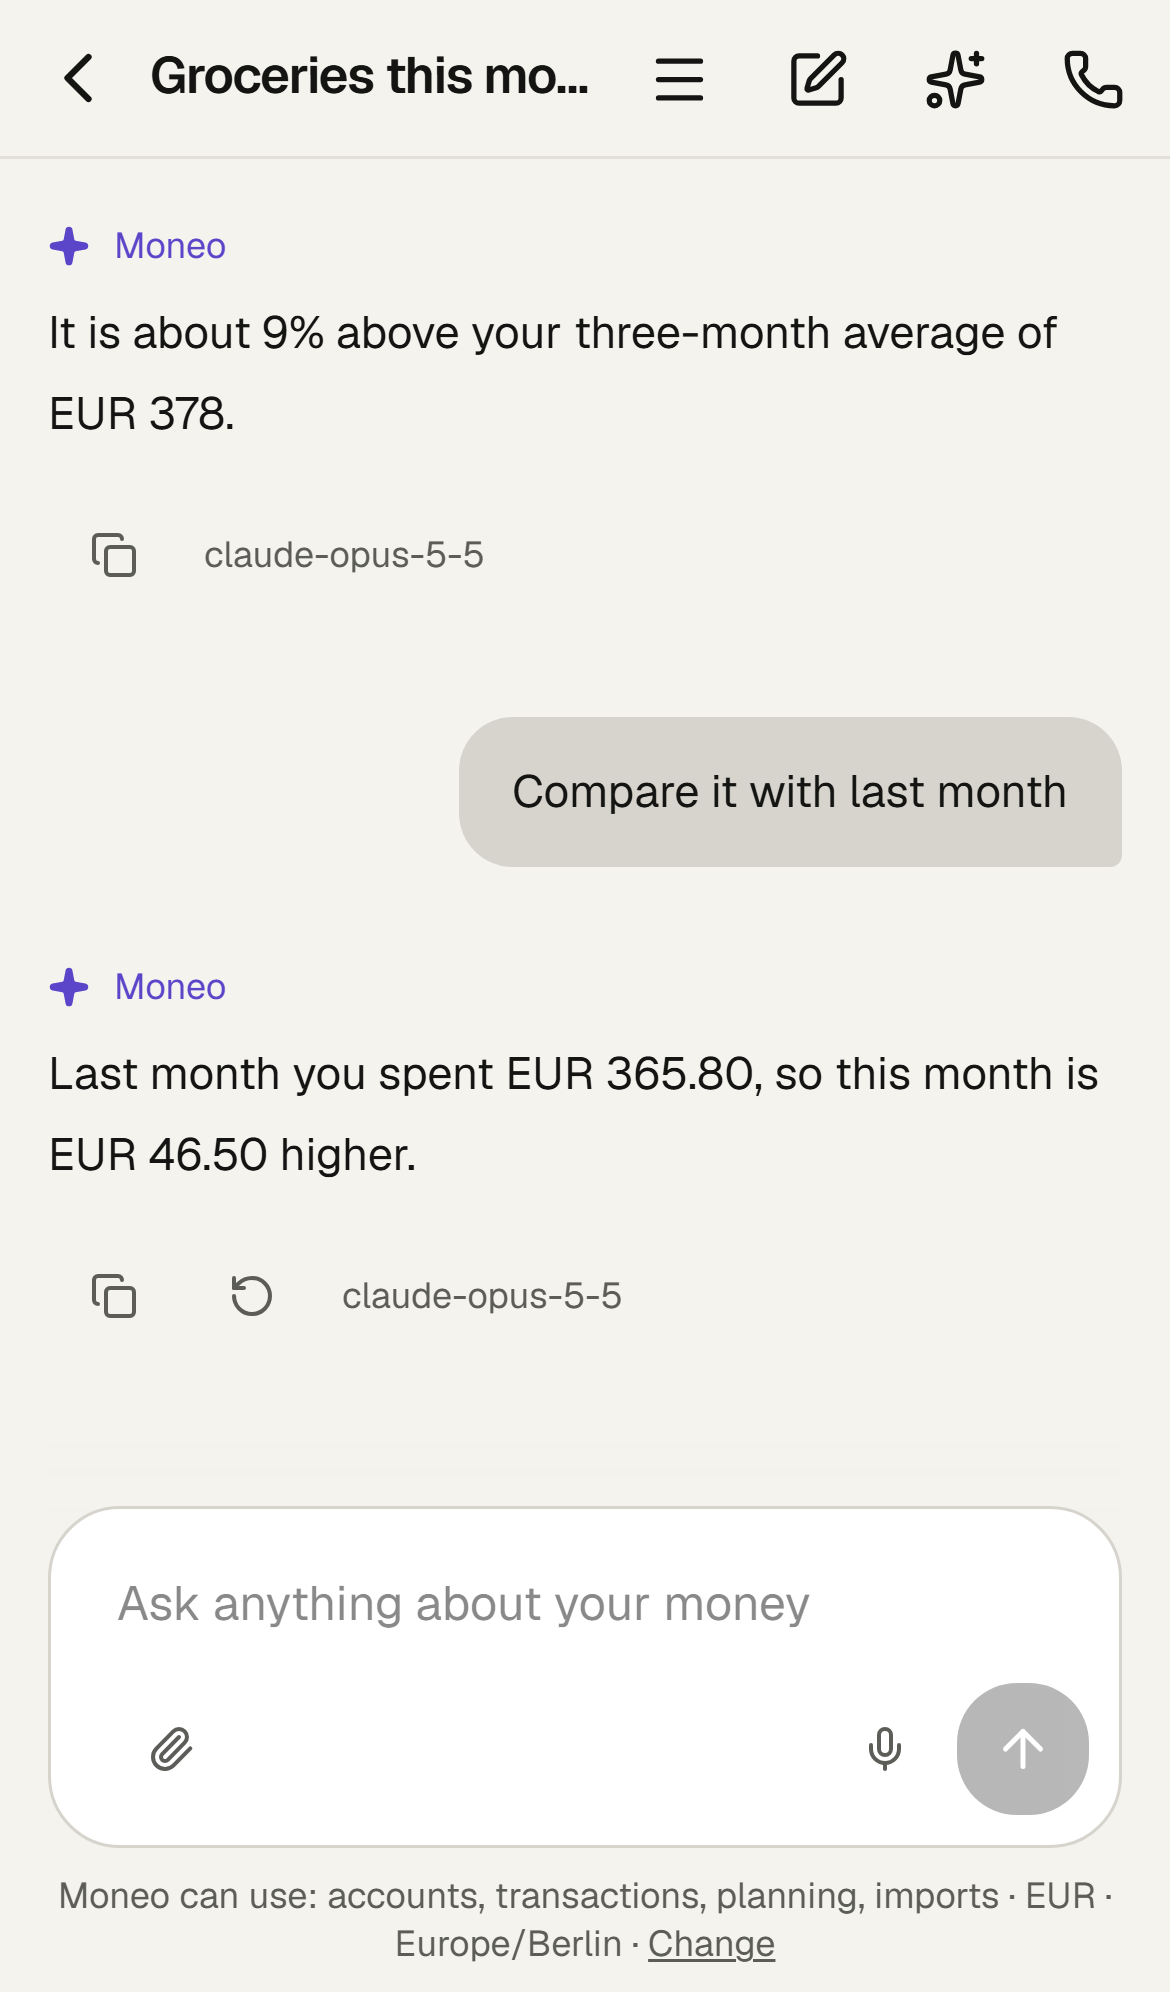 Groceries this mo...
Moneo
It is about 9% above your three-month average of
EUR 378.
claude-opus-5-5
Compare it with last month
Moneo
Last month you spent EUR 365.80, so this month is
EUR 46.50 higher.
claude-opus-5-5
Ask anything about your money
Moneo can use: accounts, transactions, planning, imports · EUR ·
Europe/Berlin · Change